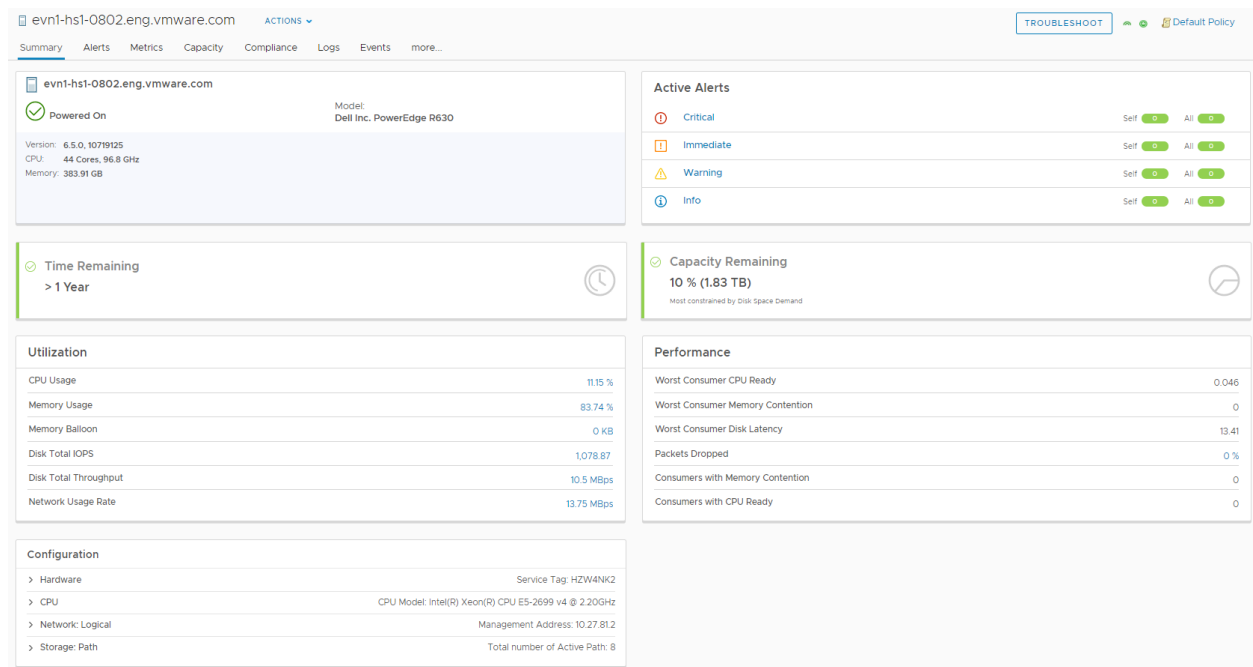 evn1-hs1-0802.eng.vmware.com ACTIONS
TROUBLESHOOT Default Policy
Summary Alerts Metrics Capacity Compliance Logs Events more...
evn1-hs1-0802.eng.vmware.com
Powered On
Model:
Dell Inc. PowerEdge R630
Version: 6.5.0, 10719125
CPU: 44 Cores, 96.8 GHz
Memory: 383.91 GB
Active Alerts
Critical Self 0 All 0
Immediate Self 0 All 0
Warning Self 0 All 0
Info Self 0 All 0
Time Remaining
> 1 Year
Capacity Remaining
10 % (1.83 TB)
Most constrained by Disk Space Demand
Utilization
CPU Usage 11.15 %
Memory Usage 83.74 %
Memory Balloon 0 KB
Disk Total IOPS 1,078.87
Disk Total Throughput 10.5 MBps
Network Usage Rate 13.75 MBps
Performance
Worst Consumer CPU Ready 0.046
Worst Consumer Memory Contention 0
Worst Consumer Disk Latency 13.41
Packets Dropped 0 %
Consumers with Memory Contention 0
Consumers with CPU Ready 0
Configuration
> Hardware Service Tag: HZW4NK2
> CPU CPU Model: Intel(R) Xeon(R) CPU E5-2699 v4 @ 2.20GHz
> Network: Logical Management Address: 10.27.81.2
> Storage: Path Total number of Active Path: 8